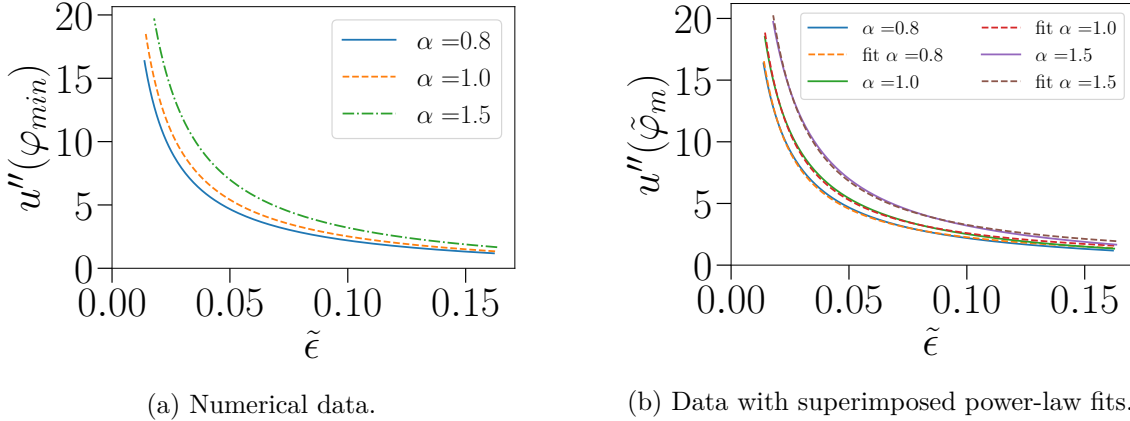 20
15
10
5
0
0.00
0.05
0.10
0.15
u''(φ_min)
ϵ̃
α =0.8
α =1.0
α =1.5
(a) Numerical data.
20
15
10
5
0
0.00
0.05
0.10
0.15
u''(φ̃_m)
ϵ̃
α =0.8
fit α =0.8
α =1.0
fit α =1.0
α =1.5
fit α =1.5
(b) Data with superimposed power-law fits.